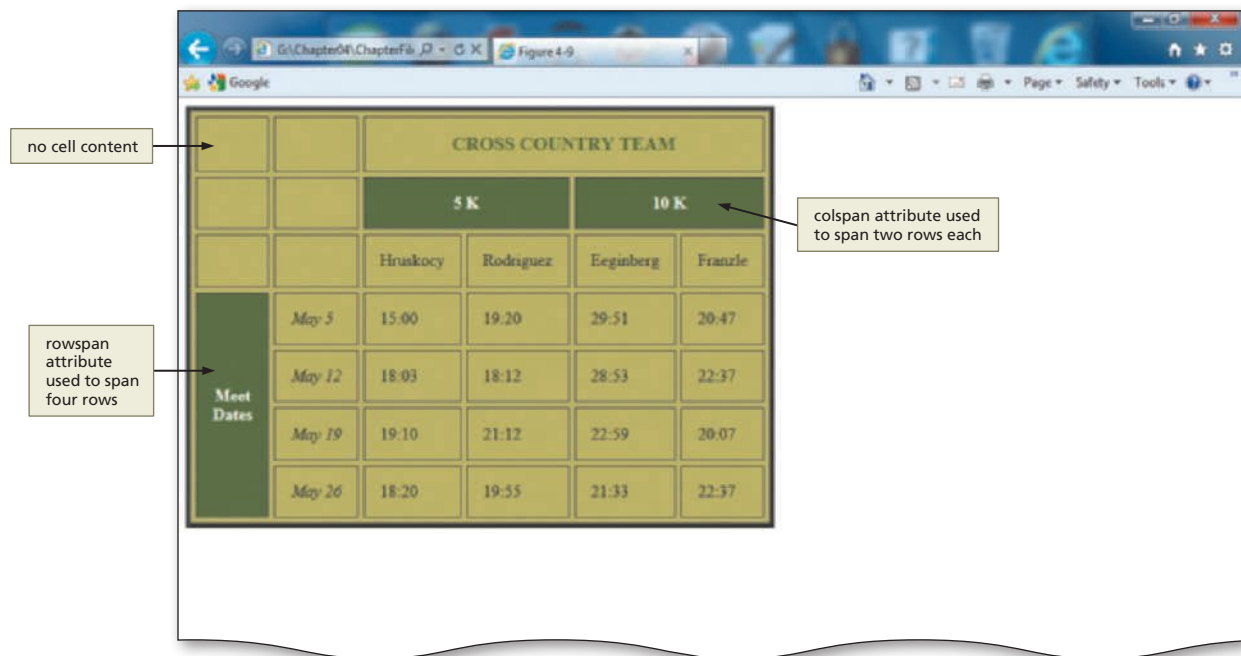 G:\Chapter04\ChapterFil
Figure 4-9
Google
Page Safety Tools
no cell content
CROSS COUNTRY TEAM
5 K 10 K
colspan attribute used
to span two rows each
Hruskocy Rodriguez Eeginberg Franzle
May 5 15:00 19:20 29:51 20:47
rowspan
attribute
used to span
four rows
May 12 18:03 18:12 28:53 22:37
Meet
Dates
May 19 19:10 21:12 22:59 20:07
May 26 18:20 19:55 21:33 22:37